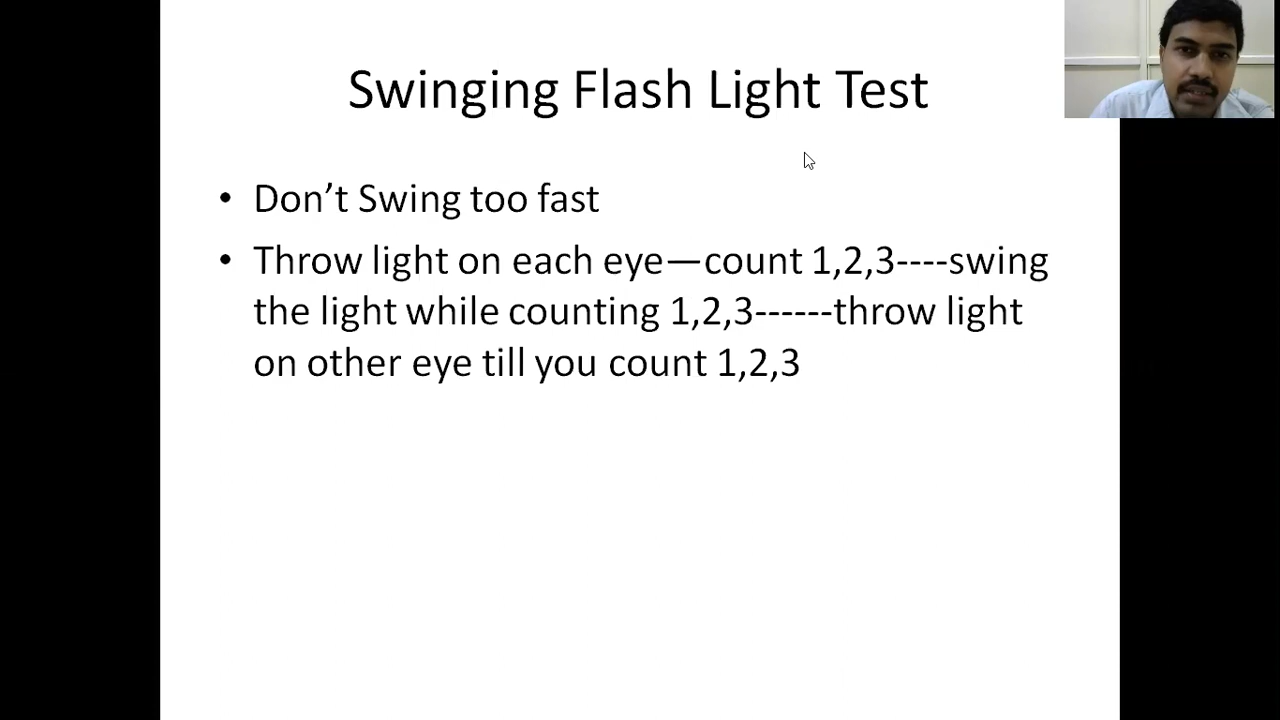 Swinging Flash Light Test
• Don’t Swing too fast
• Throw light on each eye—count 1,2,3----swing
the light while counting 1,2,3------throw light
on other eye till you count 1,2,3